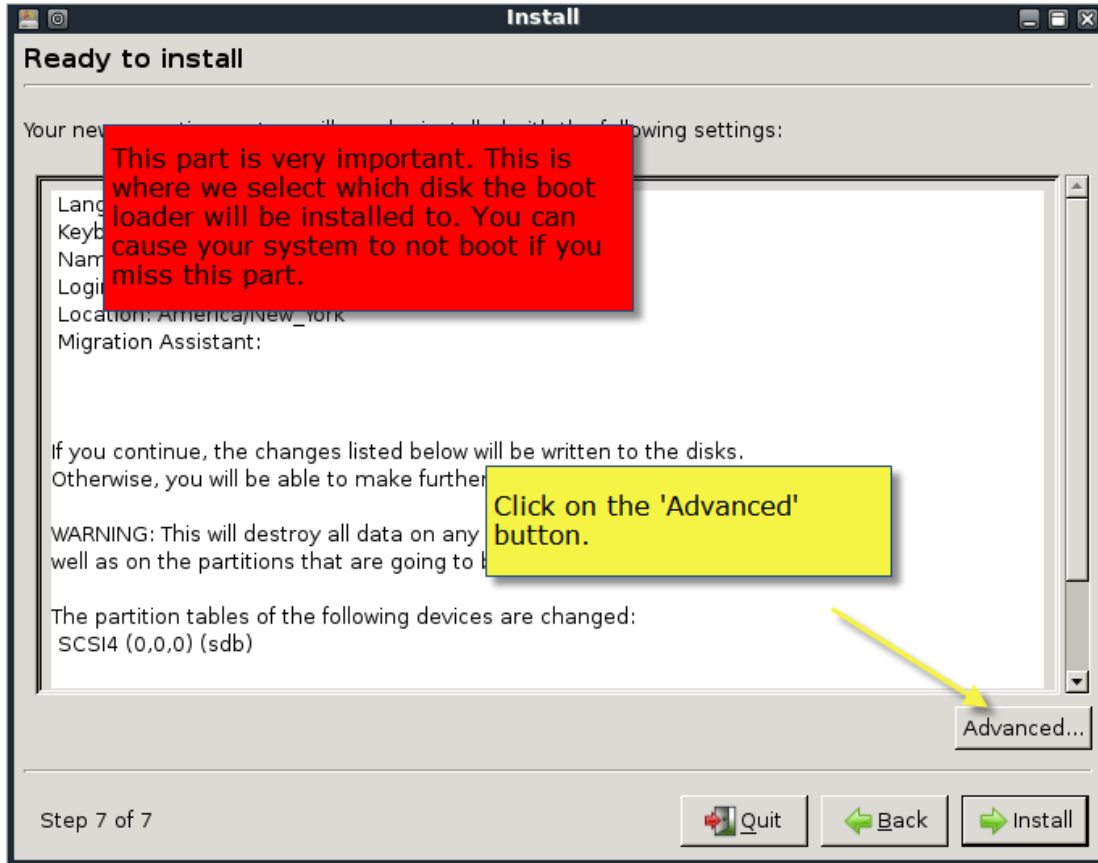 Install
Ready to install
Your new following settings:
This part is very important. This is
where we select which disk the boot
loader will be installed to. You can
cause your system to not boot if you
miss this part.
Location: America/New_York
Migration Assistant:
If you continue, the changes listed below will be written to the disks.
Otherwise, you will be able to make further
Click on the 'Advanced'
button.
WARNING: This will destroy all data on any
well as on the partitions that are going to
The partition tables of the following devices are changed:
SCSI4 (0,0,0) (sdb)
Advanced...
Step 7 of 7
Quit
Back
Install